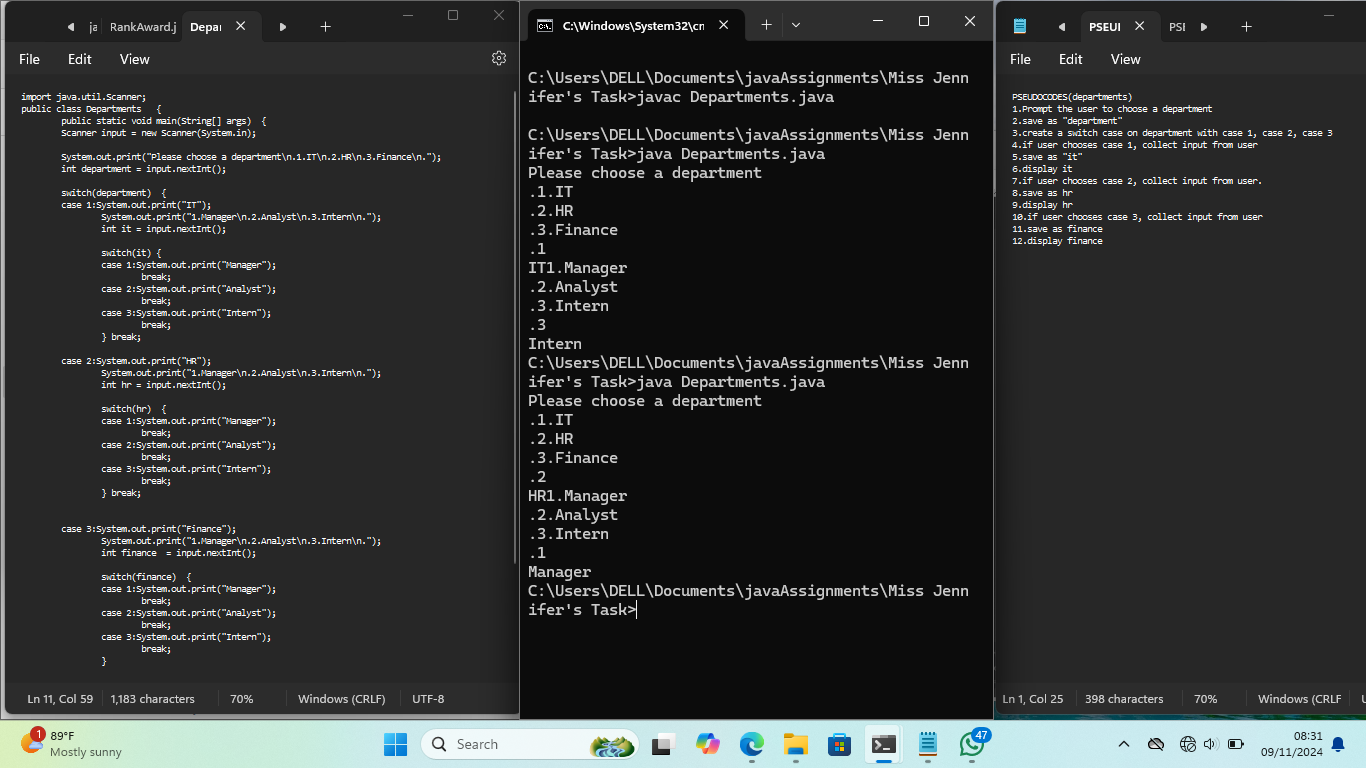 ja
RankAward.j
Depar
File
Edit
View
import java.util.Scanner;
public class Departments {
public static void main(String[] args) {
Scanner input = new Scanner(System.in);
System.out.print("Please choose a department\n.1.IT\n.2.HR\n.3.Finance\n.");
int department = input.nextInt();
switch(department) {
case 1:System.out.print("IT");
System.out.print("1.Manager\n.2.Analyst\n.3.Intern\n.");
int it = input.nextInt();
switch(it) {
case 1:System.out.print("Manager");
break;
case 2:System.out.print("Analyst");
break;
case 3:System.out.print("Intern");
break;
} break;
case 2:System.out.print("HR");
System.out.print("1.Manager\n.2.Analyst\n.3.Intern\n.");
int hr = input.nextInt();
switch(hr) {
case 1:System.out.print("Manager");
break;
case 2:System.out.print("Analyst");
break;
case 3:System.out.print("Intern");
break;
} break;
case 3:System.out.print("Finance");
System.out.print("1.Manager\n.2.Analyst\n.3.Intern\n.");
int finance = input.nextInt();
switch(finance) {
case 1:System.out.print("Manager");
break;
case 2:System.out.print("Analyst");
break;
case 3:System.out.print("Intern");
break;
}
Ln 11, Col 59
1,183 characters
70%
Windows (CRLF)
UTF-8
C:\Windows\System32\cn
C:\Users\DELL\Documents\javaAssignments\Miss Jenn
ifer's Task>javac Departments.java
C:\Users\DELL\Documents\javaAssignments\Miss Jenn
ifer's Task>java Departments.java
Please choose a department
.1.IT
.2.HR
.3.Finance
.1
IT1.Manager
.2.Analyst
.3.Intern
.3
Intern
C:\Users\DELL\Documents\javaAssignments\Miss Jenn
ifer's Task>java Departments.java
Please choose a department
.1.IT
.2.HR
.3.Finance
.2
HR1.Manager
.2.Analyst
.3.Intern
.1
Manager
C:\Users\DELL\Documents\javaAssignments\Miss Jenn
ifer's Task>
PSEUI
PSI
File
Edit
View
PSEUDOCODES(departments)
1.Prompt the user to choose a department
2.save as "department"
3.create a switch case on department with case 1, case 2, case 3
4.if user chooses case 1, collect input from user
5.save as "it"
6.display it
7.if user chooses case 2, collect input from user.
8.save as hr
9.display hr
10.if user chooses case 3, collect input from user
11.save as finance
12.display finance
Ln 1, Col 25
398 characters
70%
Windows (CRLF
1
89°F
Mostly sunny
Search
47
08:31
09/11/2024